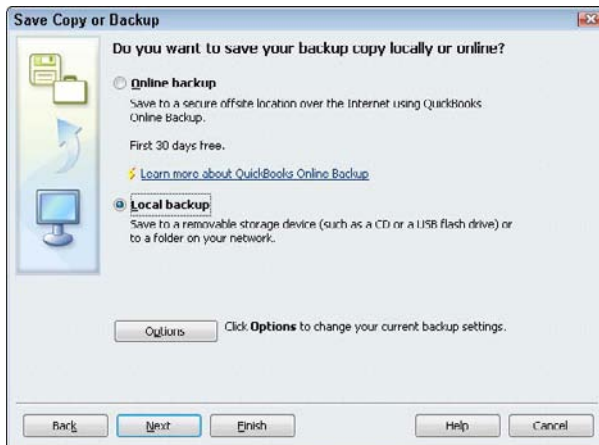 Save Copy or Backup
Do you want to save your backup copy locally or online?
Online backup
Save to a secure offsite location over the Internet using QuickBooks
Online Backup.
First 30 days free.
Learn more about QuickBooks Online Backup
Local backup
Save to a removable storage device (such as a CD or a USB flash drive) or
to a folder on your network.
Options
Click Options to change your current backup settings.
Back
Next
Finish
Help
Cancel